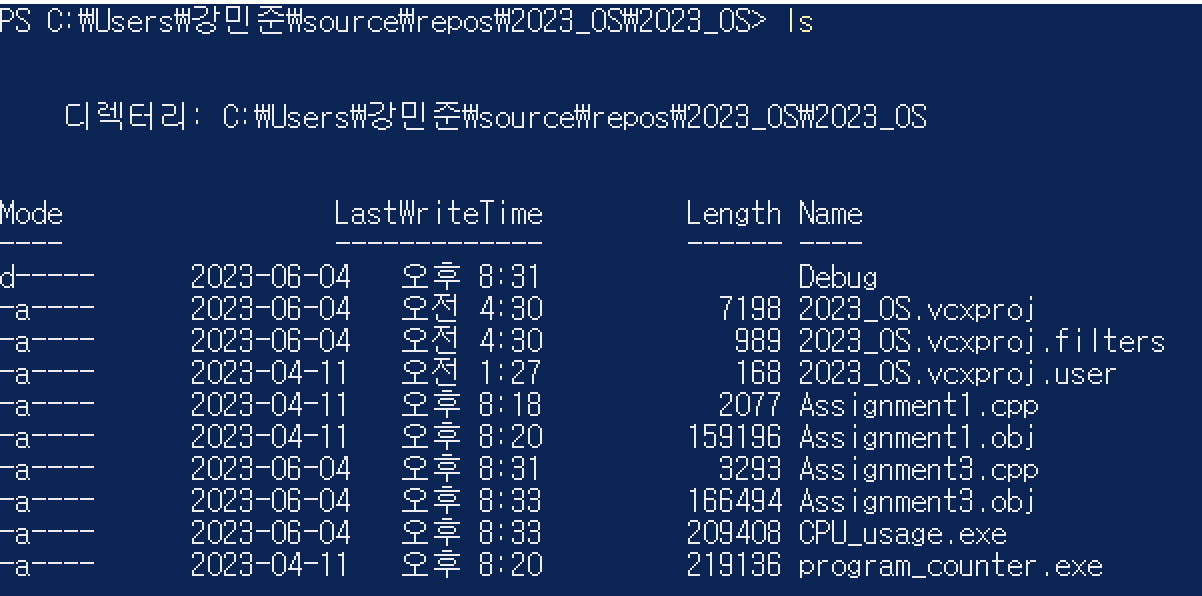 PS C:\Users\강민준\source\repos\2023_OS\2023_OS> ls
디렉터리: C:\Users\강민준\source\repos\2023_OS\2023_OS
Mode LastWriteTime Length Name
---- ------------- ------ ----
d----- 2023-06-04 오후 8:31 Debug
-a---- 2023-06-04 오전 4:30 7198 2023_OS.vcxproj
-a---- 2023-06-04 오전 4:30 989 2023_OS.vcxproj.filters
-a---- 2023-04-11 오전 1:27 168 2023_OS.vcxproj.user
-a---- 2023-04-11 오후 8:18 2077 Assignment1.cpp
-a---- 2023-04-11 오후 8:20 159196 Assignment1.obj
-a---- 2023-06-04 오후 8:31 3293 Assignment3.cpp
-a---- 2023-06-04 오후 8:33 166494 Assignment3.obj
-a---- 2023-06-04 오후 8:33 209408 CPU_usage.exe
-a---- 2023-04-11 오후 8:20 219136 program_counter.exe